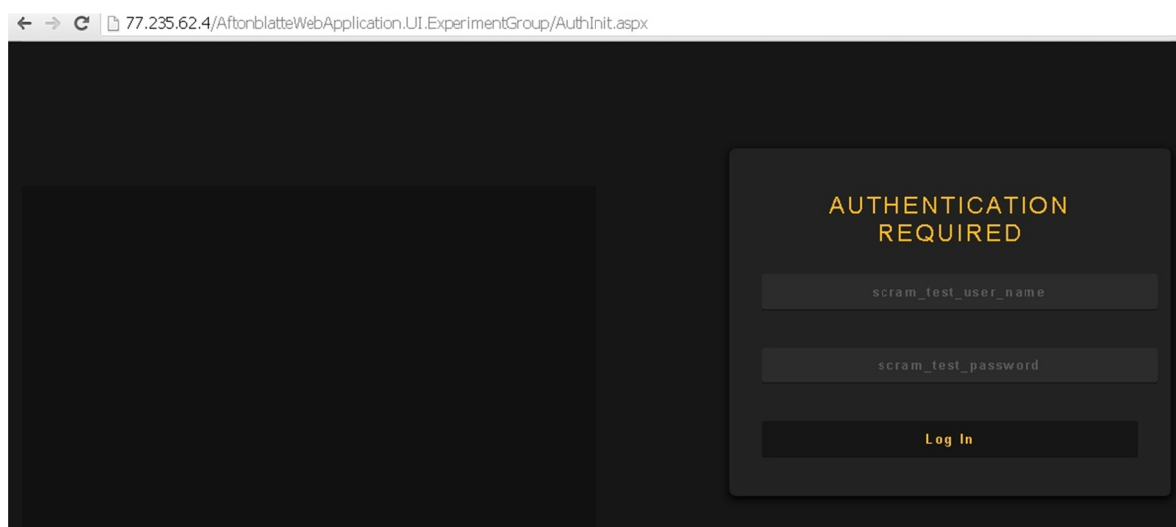 77.235.62.4/AftonblatteWebApplication.UI.ExperimentGroup/AuthInit.aspx
AUTHENTICATION
REQUIRED
scram_test_user_name
scram_test_password
Log In